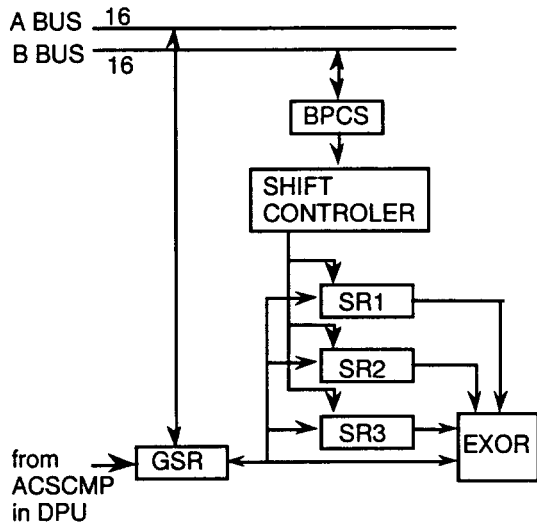 A BUS 16
B BUS 16
BPCS
SHIFT
CONTROLER
SR1
SR2
SR3
EXOR
GSR
from
ACSCMP
in DPU